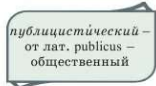 публицисти́ческий –
от лат. publicus –
общественный